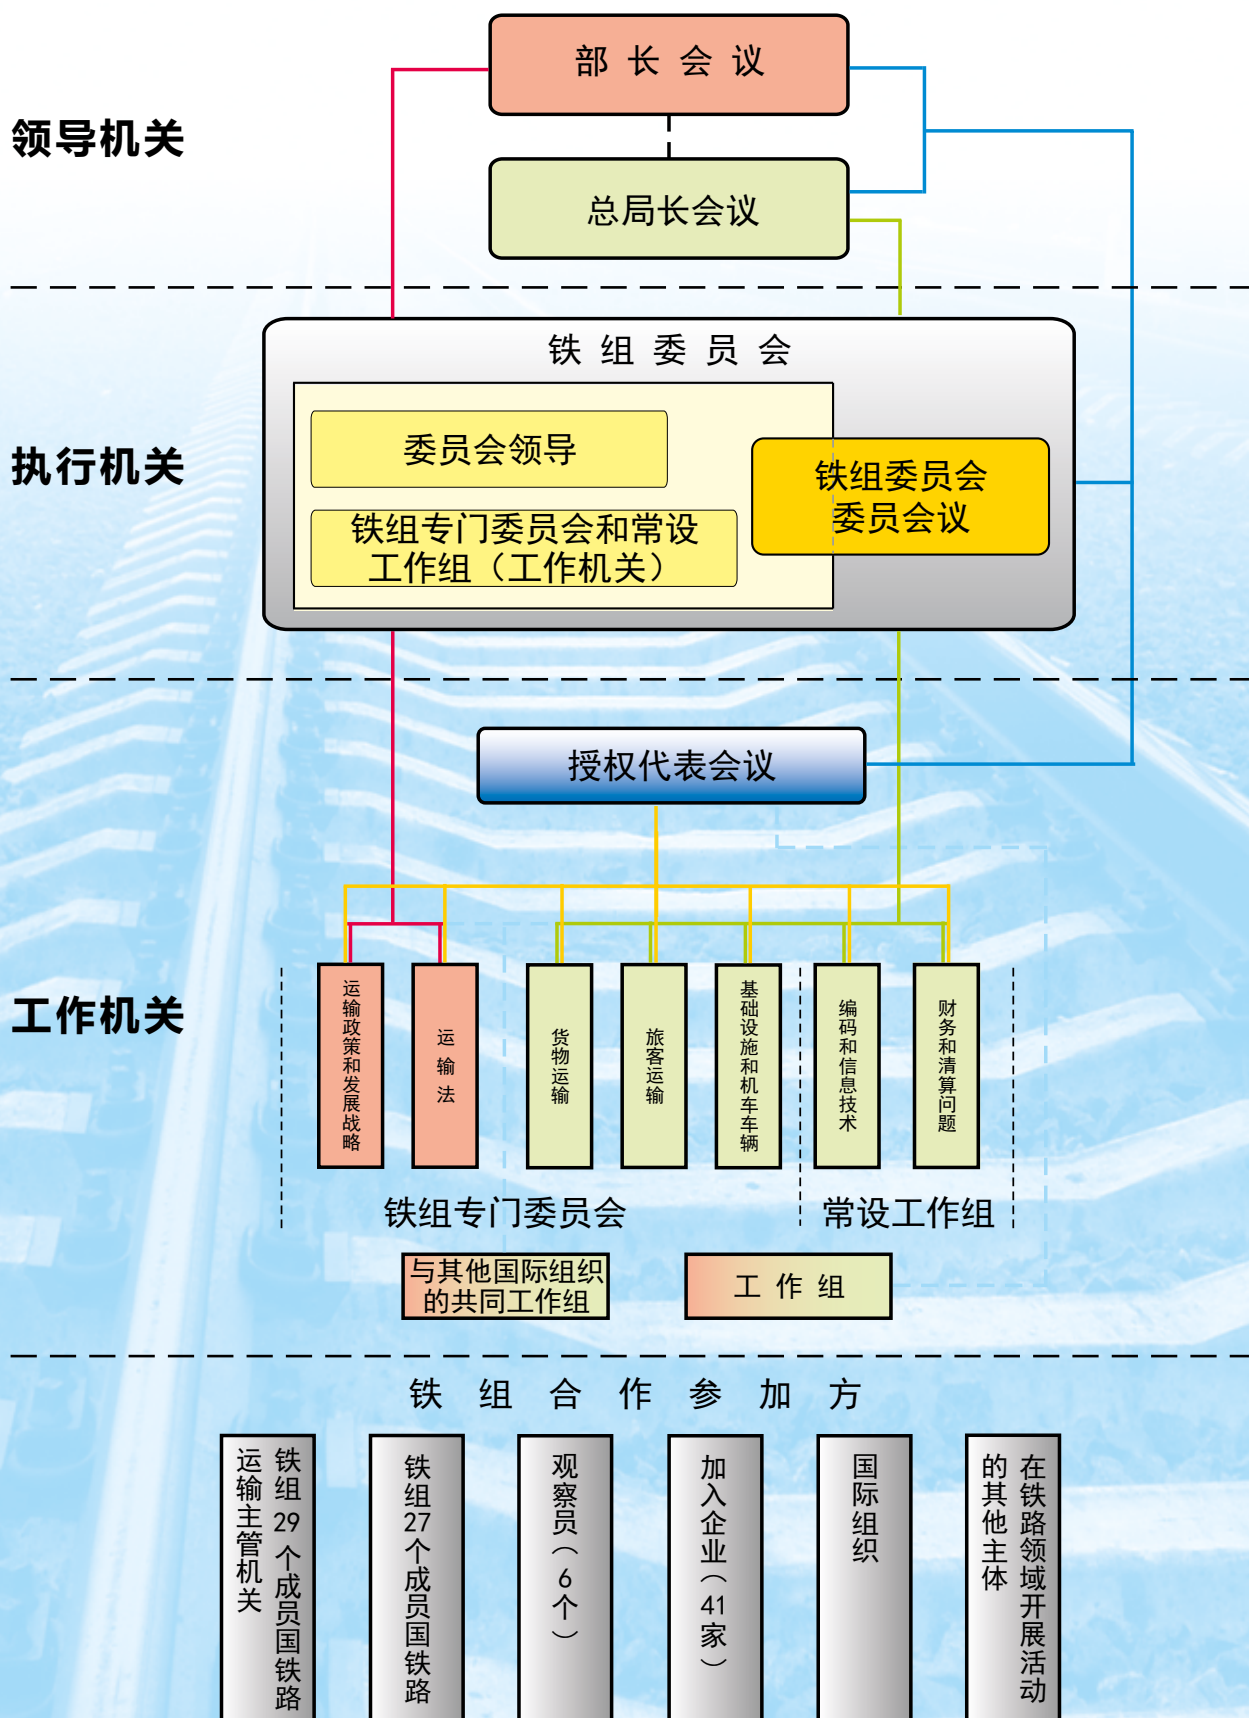 部长会议
领导机关
总局长会议
铁组委员会
委员会领导
执行机关
铁组委员会
委员会议
铁组专门委员会和常设
工作组（工作机关）
授权代表会议
工作机关
运输政策和发展战略
运输法
货物运输
旅客运输
基础设施和机车车辆
编码和信息技术
财务和清算问题
铁组专门委员会
常设工作组
与其他国际组织
的共同工作组
工作组
铁组合作参加方
铁组29个成员国铁路
运输主管机关
铁组27个成员国铁路
观察员（6个）
加入企业（41家）
国际组织
在铁路领域开展活动
的其他主体